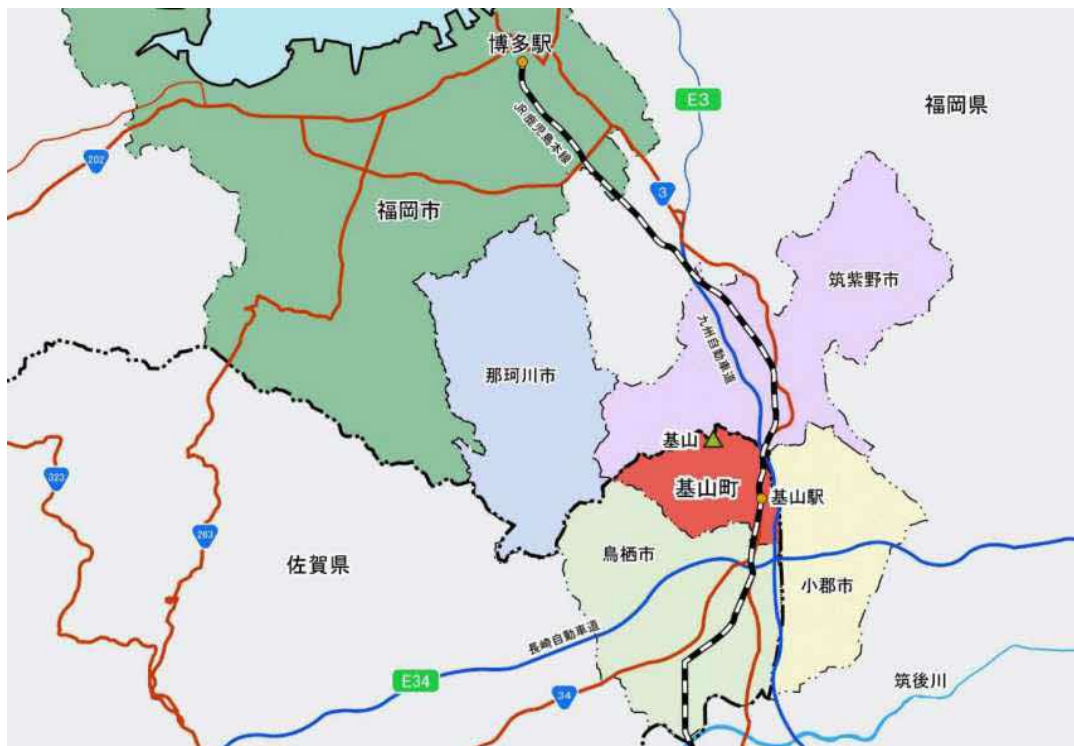 博多駅
E3
福岡県
JR鹿児島本線
202
3
福岡市
筑紫野市
九州自動車道
那珂川市
基山
323
基山町
基山駅
263
鳥栖市
佐賀県
小郡市
長崎自動車道
E34
34
筑後川